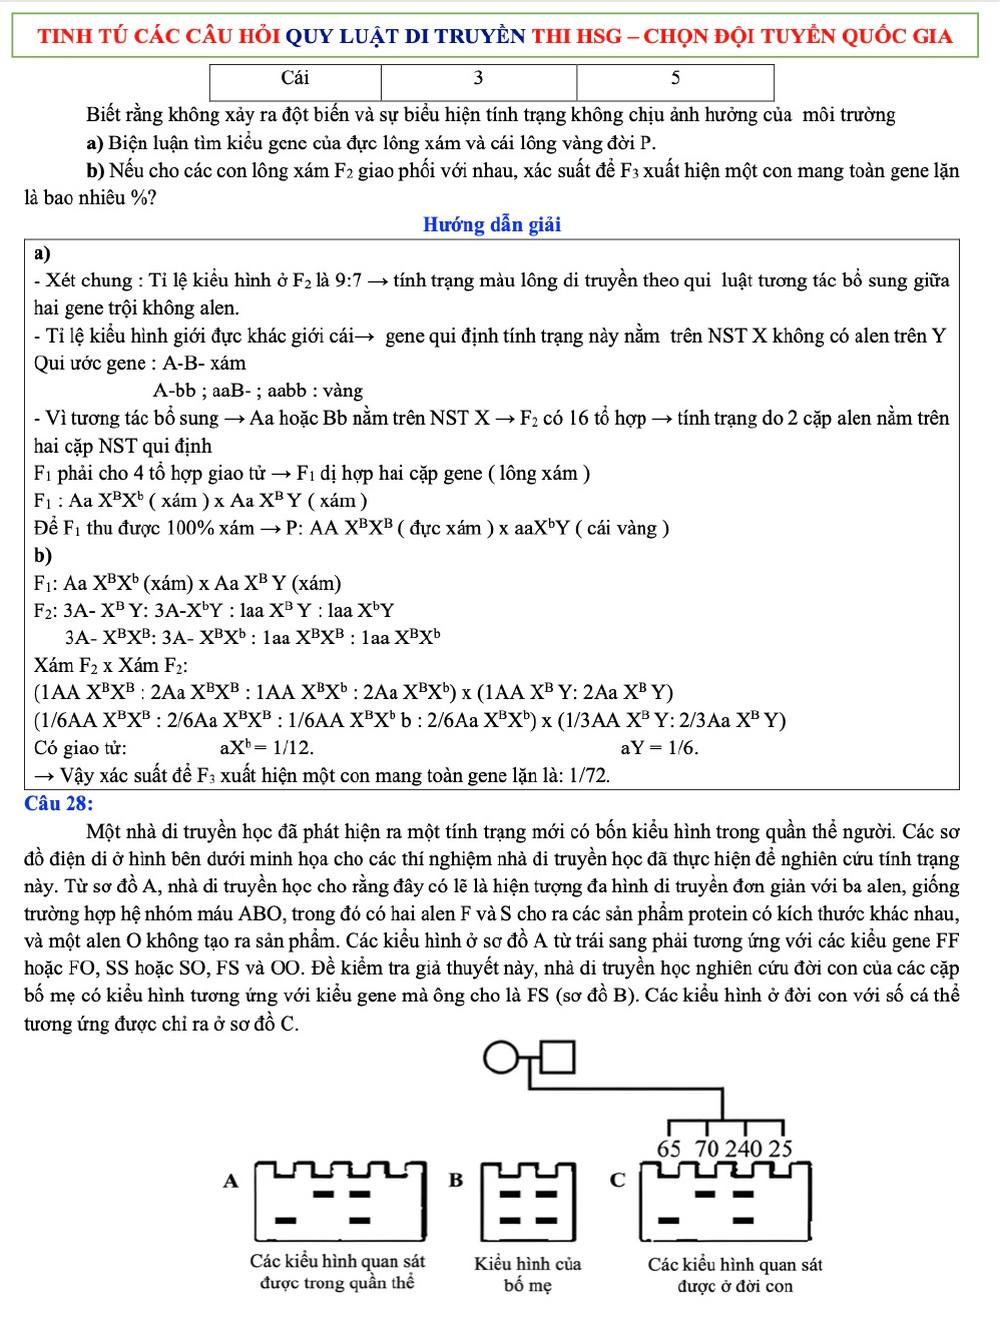 TINH TÚ CÁC CÂU HỎI QUY LUẬT DI TRUYỀN THI HSG – CHỌN ĐỘI TUYỂN QUỐC GIA
Cái 3 5
Biết rằng không xảy ra đột biến và sự biểu hiện tính trạng không chịu ảnh hưởng của môi trường
a) Biện luận tìm kiểu gene của đực lông xám và cái lông vàng đời P.
b) Nếu cho các con lông xám F₂ giao phối với nhau, xác suất để F₃ xuất hiện một con mang toàn gene lặn
là bao nhiêu %?
Hướng dẫn giải
a)
- Xét chung : Tỉ lệ kiểu hình ở F₂ là 9:7 → tính trạng màu lông di truyền theo qui luật tương tác bổ sung giữa
hai gene trội không alen.
- Tỉ lệ kiểu hình giới đực khác giới cái→ gene qui định tính trạng này nằm trên NST X không có alen trên Y
Qui ước gene : A-B- xám
A-bb ; aaB- ; aabb : vàng
- Vì tương tác bổ sung → Aa hoặc Bb nằm trên NST X → F₂ có 16 tổ hợp → tính trạng do 2 cặp alen nằm trên
hai cặp NST qui định
F₁ phải cho 4 tổ hợp giao tử → F₁ dị hợp hai cặp gene ( lông xám )
F₁ : Aa XᴮXᵇ ( xám ) x Aa XᴮY ( xám )
Để F₁ thu được 100% xám → P: AA XᴮXᴮ ( đực xám ) x aaXᵇY ( cái vàng )
b)
F₁: Aa XᴮXᵇ (xám) x Aa Xᴮ Y (xám)
F₂: 3A- Xᴮ Y: 3A-XᵇY : 1aa Xᴮ Y : 1aa XᵇY
3A- XᴮXᴮ: 3A- XᴮXᵇ : 1aa XᴮXᴮ : 1aa XᴮXᵇ
Xám F₂ x Xám F₂:
(1AA XᴮXᴮ : 2Aa XᴮXᴮ : 1AA XᴮXᵇ : 2Aa XᴮXᵇ) x (1AA Xᴮ Y: 2Aa Xᴮ Y)
(1/6AA XᴮXᴮ : 2/6Aa XᴮXᴮ : 1/6AA XᴮXᵇ b : 2/6Aa XᴮXᵇ) x (1/3AA Xᴮ Y: 2/3Aa Xᴮ Y)
Có giao tử: aXᵇ = 1/12. aY = 1/6.
→ Vậy xác suất để F₃ xuất hiện một con mang toàn gene lặn là: 1/72.
Câu 28:
Một nhà di truyền học đã phát hiện ra một tính trạng mới có bốn kiểu hình trong quần thể người. Các sơ
đồ điện di ở hình bên dưới minh họa cho các thí nghiệm nhà di truyền học đã thực hiện để nghiên cứu tính trạng
này. Từ sơ đồ A, nhà di truyền học cho rằng đây có lẽ là hiện tượng đa hình di truyền đơn giản với ba alen, giống
trường hợp hệ nhóm máu ABO, trong đó có hai alen F và S cho ra các sản phẩm protein có kích thước khác nhau,
và một alen O không tạo ra sản phẩm. Các kiểu hình ở sơ đồ A từ trái sang phải tương ứng với các kiểu gene FF
hoặc FO, SS hoặc SO, FS và OO. Để kiểm tra giả thuyết này, nhà di truyền học nghiên cứu đời con của các cặp
bố mẹ có kiểu hình tương ứng với kiểu gene mà ông cho là FS (sơ đồ B). Các kiểu hình ở đời con với số cá thể
tương ứng được chỉ ra ở sơ đồ C.
65 70 240 25
A B C
Các kiểu hình quan sát
được trong quần thể
Kiểu hình của
bố mẹ
Các kiểu hình quan sát
được ở đời con